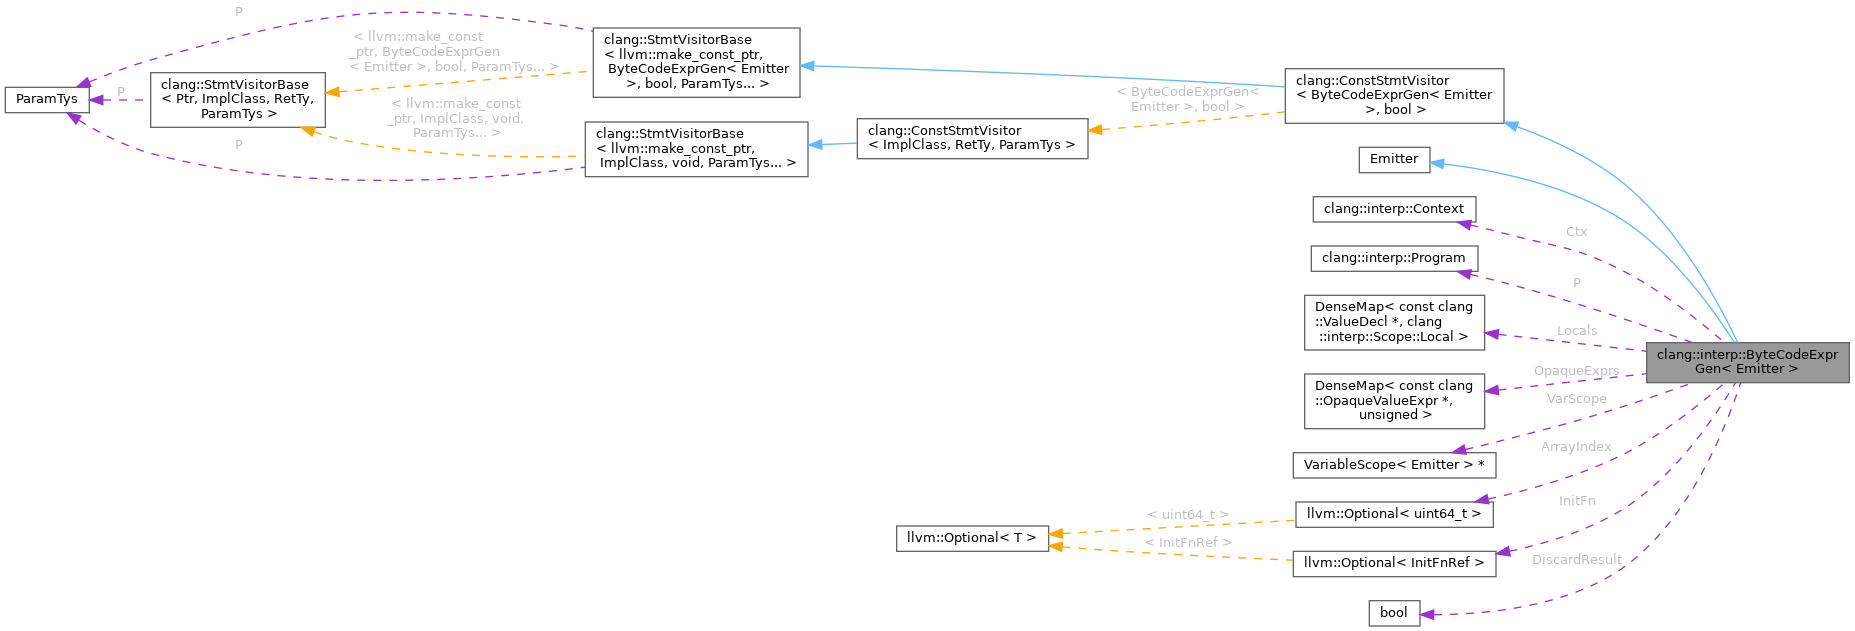 P
< llvm::make_const
_ptr, ByteCodeExprGen
< Emitter >, bool, ParamTys... >
clang::StmtVisitorBase
< llvm::make_const_ptr,
ByteCodeExprGen< Emitter
>, bool, ParamTys... >
clang::StmtVisitorBase
< Ptr, ImplClass, RetTy,
ParamTys >
P
ParamTys
< llvm::make_const
_ptr, ImplClass, void,
ParamTys... >
P
clang::StmtVisitorBase
< llvm::make_const_ptr,
ImplClass, void, ParamTys... >
clang::ConstStmtVisitor
< ImplClass, RetTy, ParamTys >
< ByteCodeExprGen<
Emitter >, bool >
clang::ConstStmtVisitor
< ByteCodeExprGen< Emitter
>, bool >
Emitter
clang::interp::Context
Ctx
clang::interp::Program
P
DenseMap< const clang
::ValueDecl *, clang
::interp::Scope::Local >
Locals
clang::interp::ByteCodeExpr
Gen< Emitter >
DenseMap< const clang
::OpaqueValueExpr *,
unsigned >
OpaqueExprs
VarScope
VariableScope< Emitter > *
ArrayIndex
llvm::Optional< uint64_t >
< uint64_t >
InitFn
llvm::Optional< T >
< InitFnRef >
llvm::Optional< InitFnRef >
DiscardResult
bool